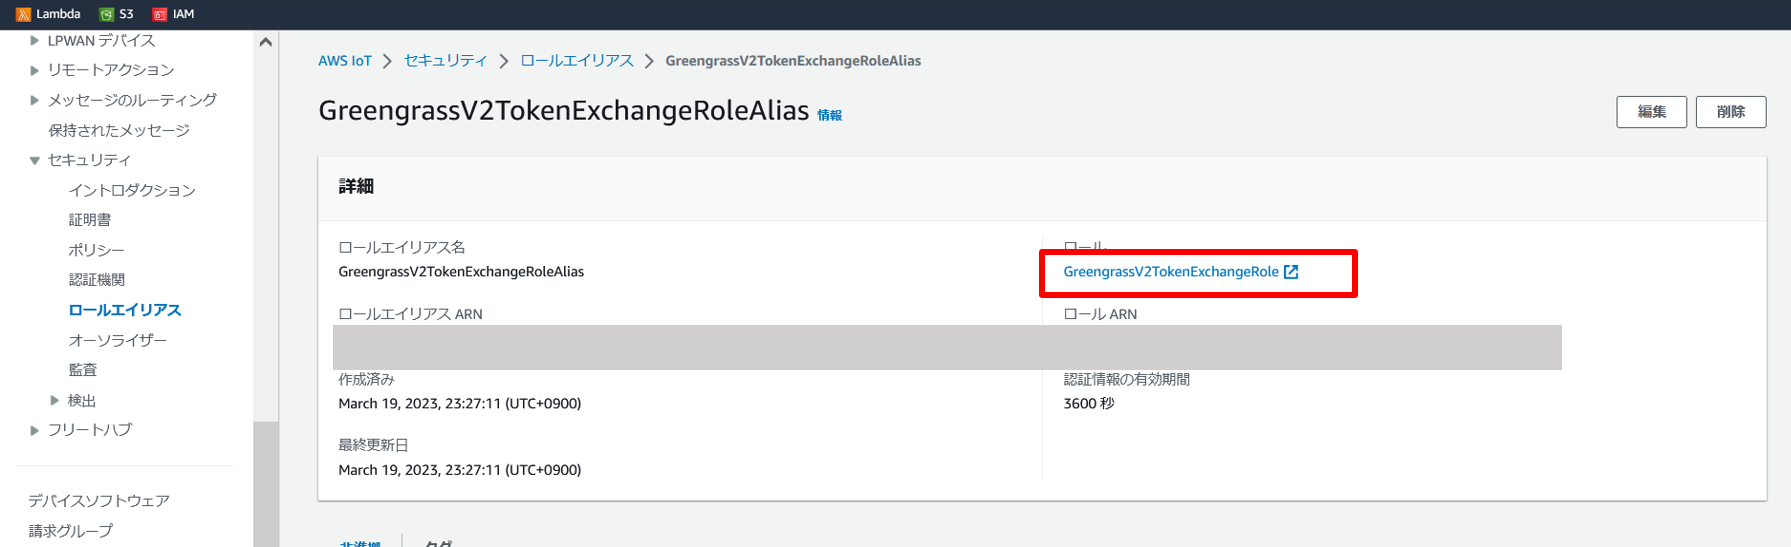 Lambda S3 IAM
LPWAN デバイス
リモートアクション
メッセージのルーティング
保持されたメッセージ
セキュリティ
イントロダクション
証明書
ポリシー
認証機関
ロールエイリアス
オーソライザー
監査
検出
フリートハブ
デバイスソフトウェア
請求グループ
AWS IoT > セキュリティ > ロールエイリアス > GreengrassV2TokenExchangeRoleAlias
GreengrassV2TokenExchangeRoleAlias 情報
編集 削除
詳細
ロールエイリアス名
GreengrassV2TokenExchangeRoleAlias
ロールエイリアス ARN
作成済み
March 19, 2023, 23:27:11 (UTC+0900)
最終更新日
March 19, 2023, 23:27:11 (UTC+0900)
ロール
GreengrassV2TokenExchangeRole
ロール ARN
認証情報の有効期間
3600 秒
非準拠 タグ